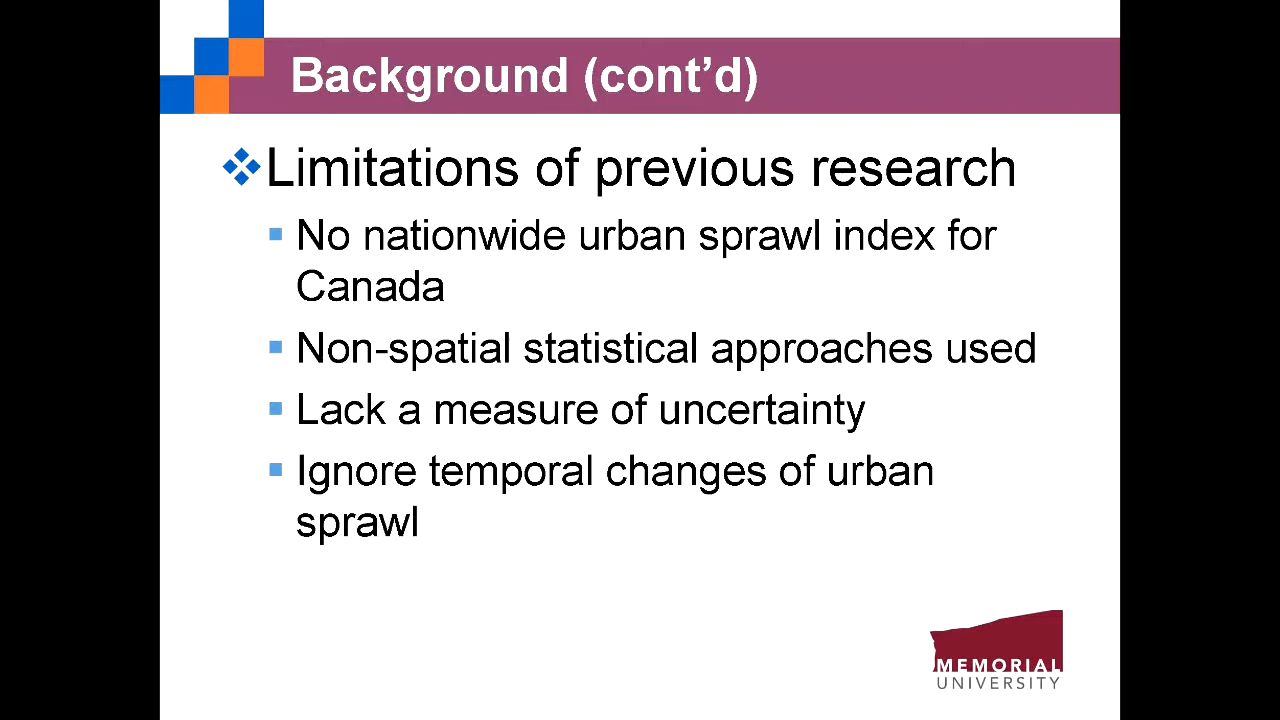 Background (cont’d)
Limitations of previous research
No nationwide urban sprawl index for
Canada
Non-spatial statistical approaches used
Lack a measure of uncertainty
Ignore temporal changes of urban
sprawl
MEMORIAL
UNIVERSITY